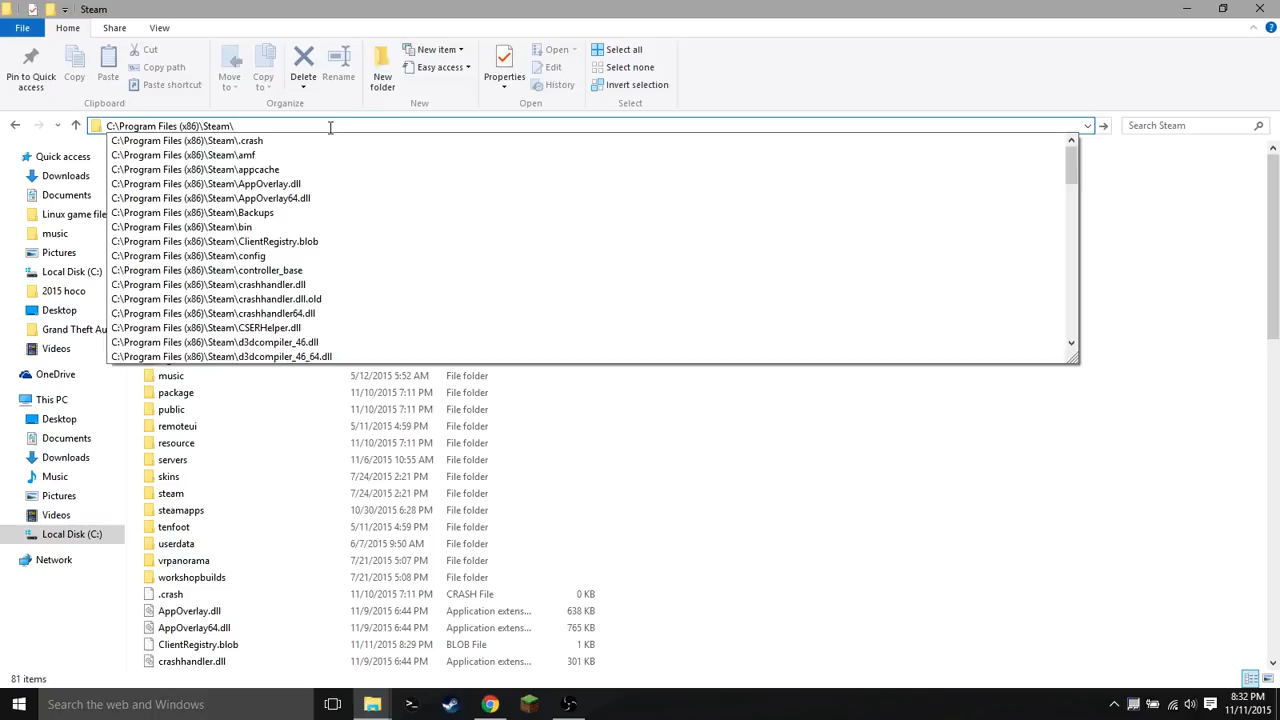 Steam
File
Home
Share
View
Pin to Quick access
Copy
Paste
Cut
Copy path
Paste shortcut
Clipboard
Move to
Copy to
Delete
Rename
Organize
New folder
New item
Easy access
New
Properties
Open
Edit
History
Open
Select all
Select none
Invert selection
Select
C:\Program Files (x86)\Steam\
Search Steam
C:\Program Files (x86)\Steam\.crash
C:\Program Files (x86)\Steam\amf
C:\Program Files (x86)\Steam\appcache
C:\Program Files (x86)\Steam\AppOverlay.dll
C:\Program Files (x86)\Steam\AppOverlay64.dll
C:\Program Files (x86)\Steam\Backups
C:\Program Files (x86)\Steam\bin
C:\Program Files (x86)\Steam\ClientRegistry.blob
C:\Program Files (x86)\Steam\config
C:\Program Files (x86)\Steam\controller_base
C:\Program Files (x86)\Steam\crashhandler.dll
C:\Program Files (x86)\Steam\crashhandler.dll.old
C:\Program Files (x86)\Steam\crashhandler64.dll
C:\Program Files (x86)\Steam\CSERHelper.dll
C:\Program Files (x86)\Steam\d3dcompiler_46.dll
C:\Program Files (x86)\Steam\d3dcompiler_46_64.dll
Quick access
Downloads
Documents
Linux game file
music
Pictures
Local Disk (C:)
2015 hoco
Desktop
Grand Theft Au
Videos
OneDrive
This PC
Desktop
Documents
Downloads
Music
Pictures
Videos
Local Disk (C:)
Network
music 5/12/2015 5:52 AM File folder
package 11/10/2015 7:11 PM File folder
public 11/10/2015 7:11 PM File folder
remoteui 5/11/2015 4:59 PM File folder
resource 11/10/2015 7:11 PM File folder
servers 11/6/2015 10:55 AM File folder
skins 7/24/2015 2:21 PM File folder
steam 7/24/2015 2:21 PM File folder
steamapps 10/30/2015 6:28 PM File folder
tenfoot 5/11/2015 4:59 PM File folder
userdata 6/7/2015 9:50 AM File folder
vrpanorama 7/21/2015 5:07 PM File folder
workshopbuilds 7/21/2015 5:08 PM File folder
.crash 11/10/2015 7:11 PM CRASH File 0 KB
AppOverlay.dll 11/9/2015 6:44 PM Application extens... 638 KB
AppOverlay64.dll 11/9/2015 6:44 PM Application extens... 765 KB
ClientRegistry.blob 11/11/2015 8:29 PM BLOB File 1 KB
crashhandler.dll 11/9/2015 6:44 PM Application extens... 301 KB
81 items
Search the web and Windows
8:32 PM
11/11/2015